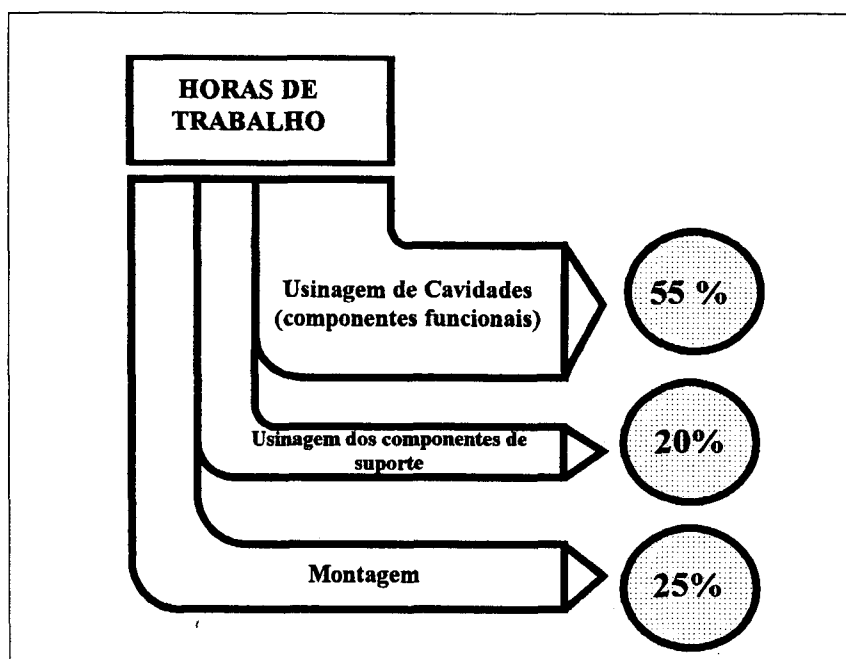 HORAS DE
TRABALHO
Usinagem de Cavidades
(componentes funcionais)
55 %
Usinagem dos componentes de
suporte
20%
Montagem
25%